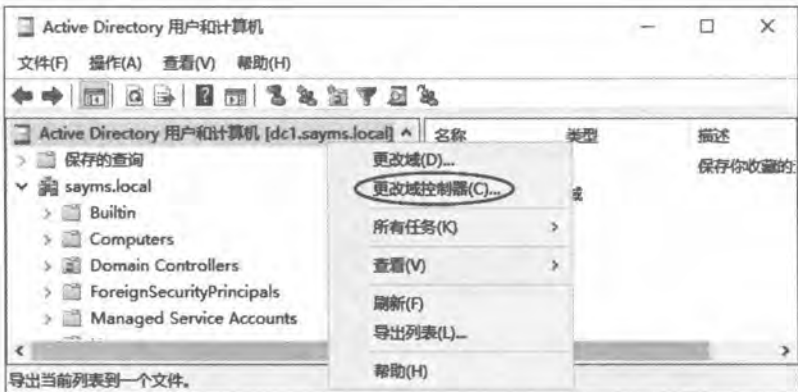 Active Directory 用户和计算机
文件(F) 操作(A) 查看(V) 帮助(H)
Active Directory 用户和计算机 [dc1.sayms.local]
名称 类型 描述
保存的查询
保存你收藏的
sayms.local
域
Builtin
Computers
Domain Controllers
ForeignSecurityPrincipals
Managed Service Accounts
更改域(D)...
更改域控制器(C)...
所有任务(K)
查看(V)
刷新(F)
导出列表(L)...
帮助(H)
导出当前列表到一个文件。